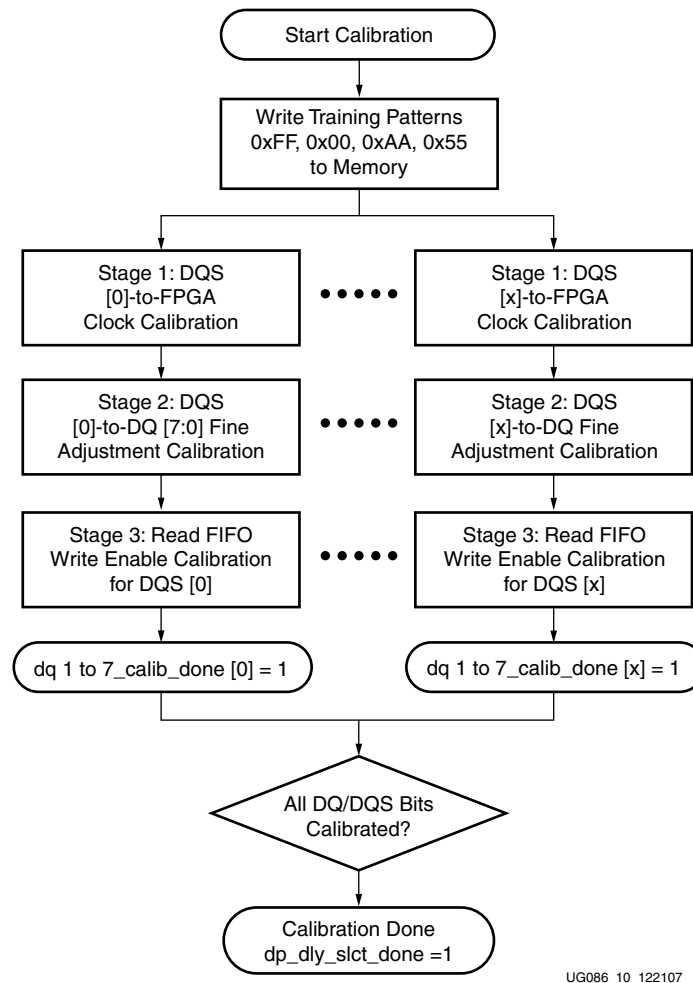 Start Calibration
Write Training Patterns
0xFF, 0x00, 0xAA, 0x55
to Memory
Stage 1: DQS
[0]-to-FPGA
Clock Calibration
Stage 1: DQS
[x]-to-FPGA
Clock Calibration
Stage 2: DQS
[0]-to-DQ [7:0] Fine
Adjustment Calibration
Stage 2: DQS
[x]-to-DQ Fine
Adjustment Calibration
Stage 3: Read FIFO
Write Enable Calibration
for DQS [0]
Stage 3: Read FIFO
Write Enable Calibration
for DQS [x]
dq 1 to 7_calib_done [0] = 1
dq 1 to 7_calib_done [x] = 1
All DQ/DQS Bits
Calibrated?
Calibration Done
dp_dly_slct_done =1
UG086_10_122107